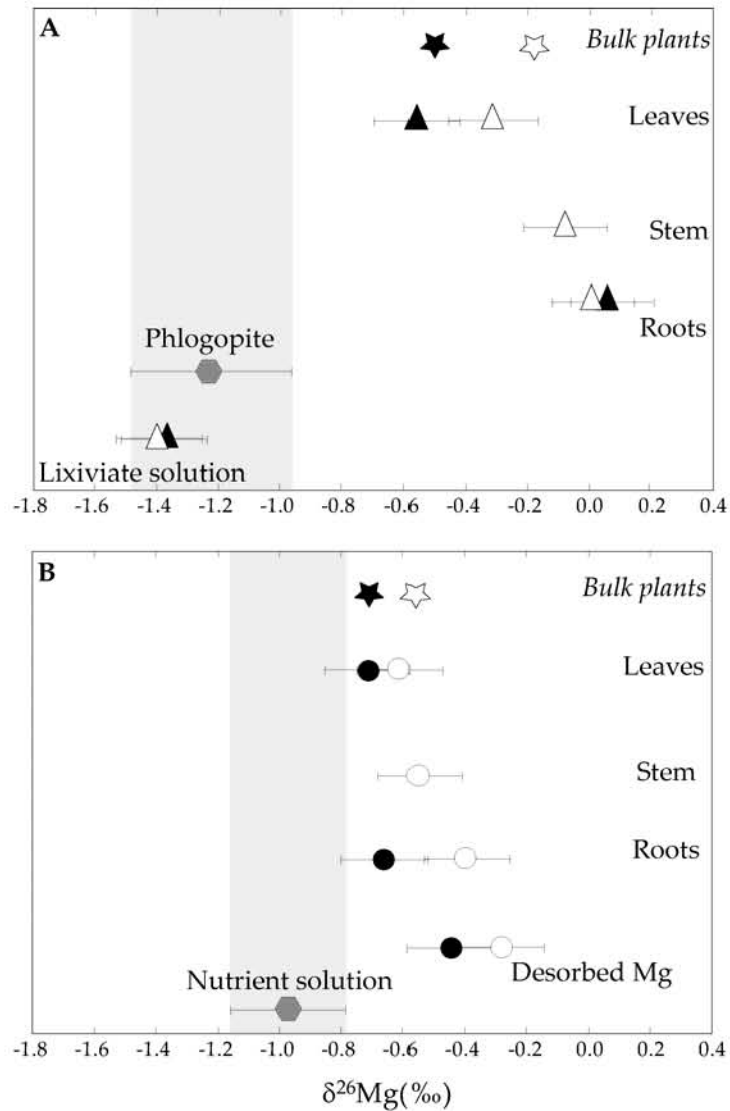 A
Bulk plants
Leaves
Stem
Roots
Phlogopite
Lixiviate solution
-1.8 -1.6 -1.4 -1.2 -1.0 -0.8 -0.6 -0.4 -0.2 0.0 0.2 0.4
B
Bulk plants
Leaves
Stem
Roots
Desorbed Mg
Nutrient solution
-1.8 -1.6 -1.4 -1.2 -1.0 -0.8 -0.6 -0.4 -0.2 0.0 0.2 0.4
δ²⁶Mg(‰)